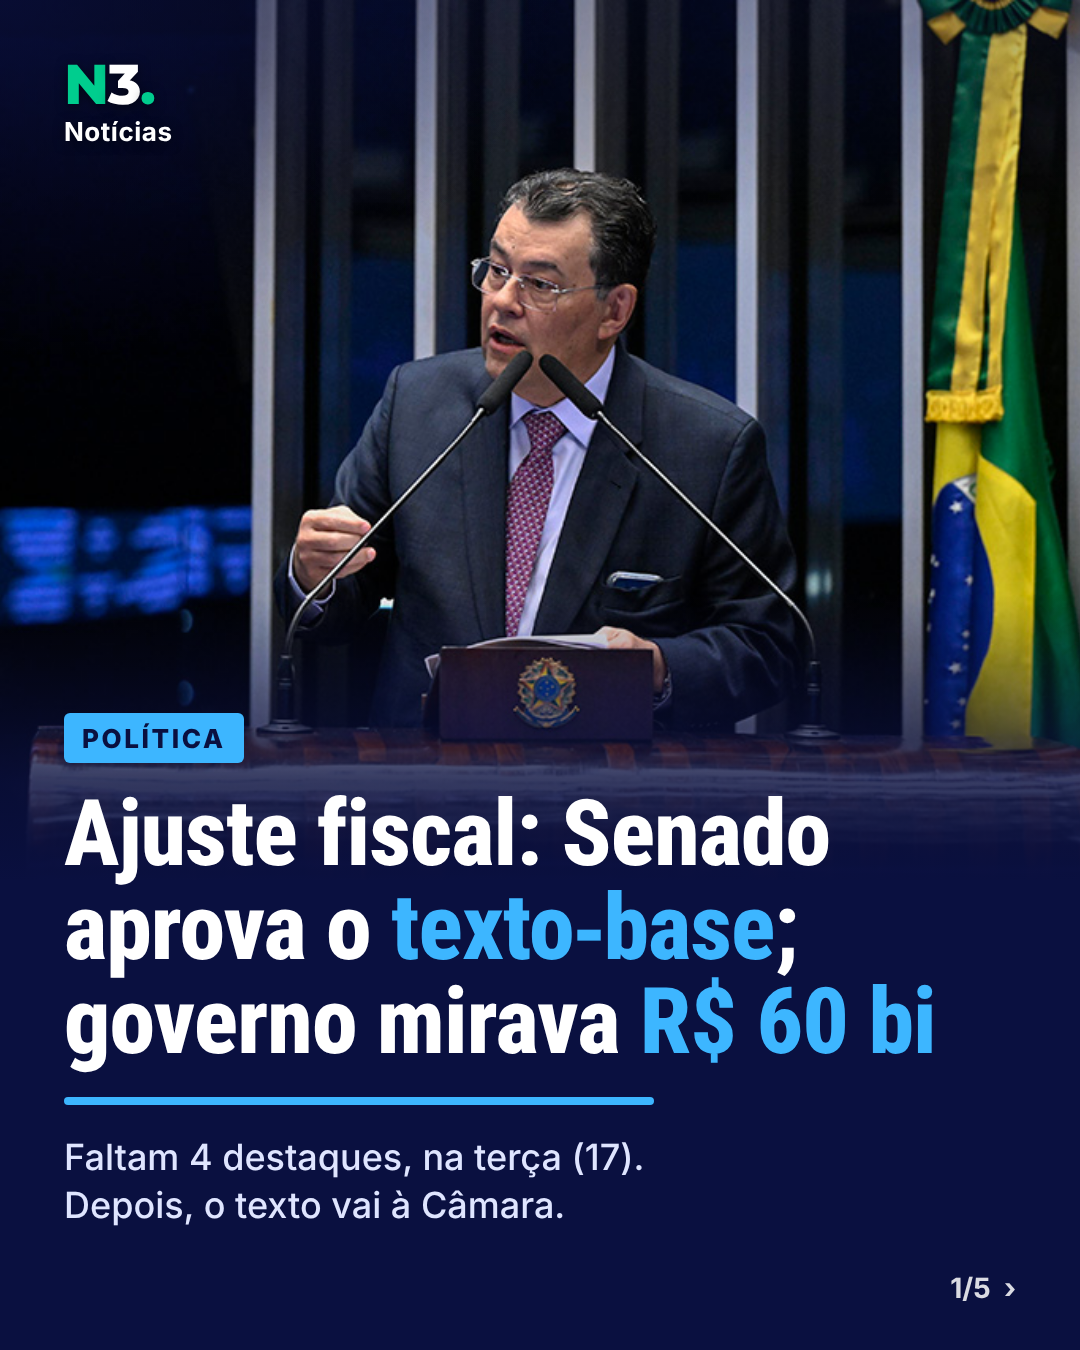 N3.
Notícias
POLÍTICA
Ajuste fiscal: Senado
aprova o texto-base;
governo mirava R$ 60 bi
Faltam 4 destaques, na terça (17).
Depois, o texto vai à Câmara.
1/5 ›